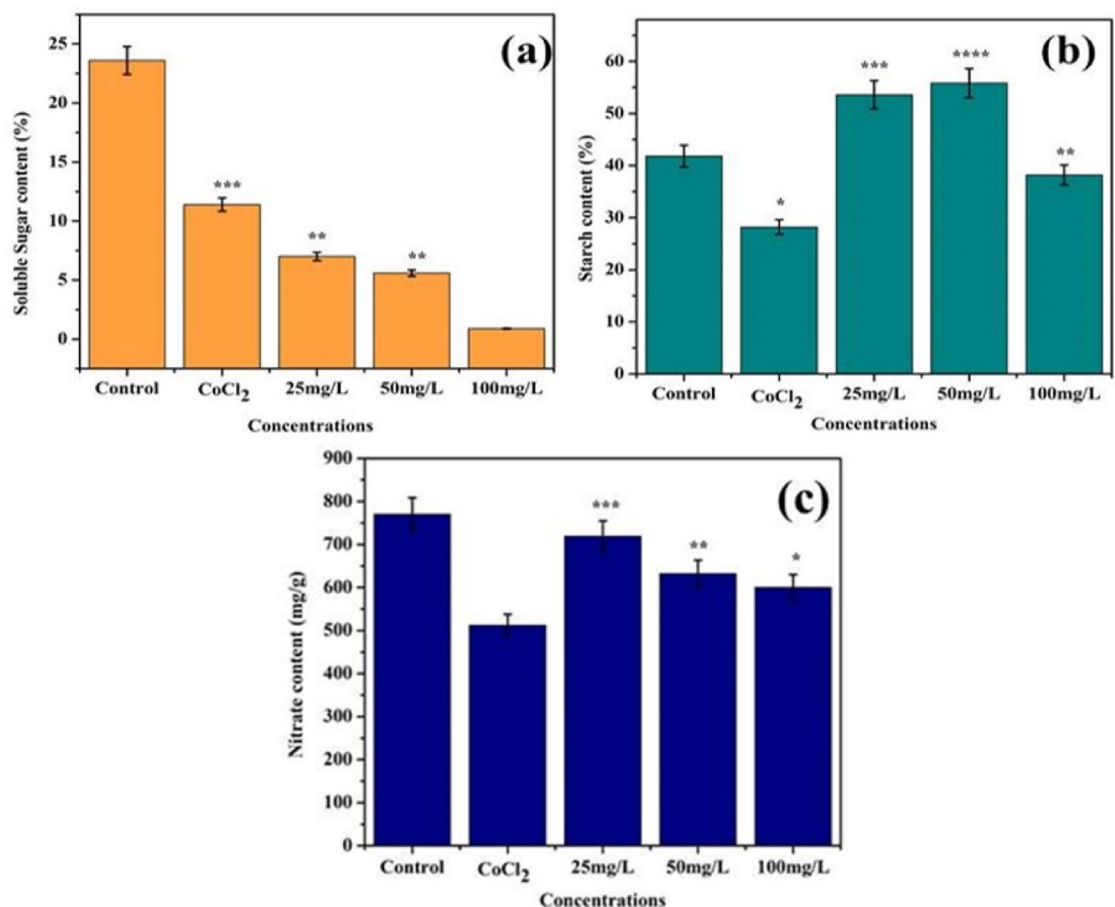 (a)
Soluble Sugar content (%)
25
20
15
10
5
0
***
**
**
Control
CoCl2
25mg/L
50mg/L
100mg/L
Concentrations
(b)
Starch content (%)
60
50
40
30
20
10
0
*
***
****
**
Control
CoCl2
25mg/L
50mg/L
100mg/L
Concentrations
(c)
Nitrate content (mg/g)
900
800
700
600
500
400
300
200
100
0
***
**
*
Control
CoCl2
25mg/L
50mg/L
100mg/L
Concentrations